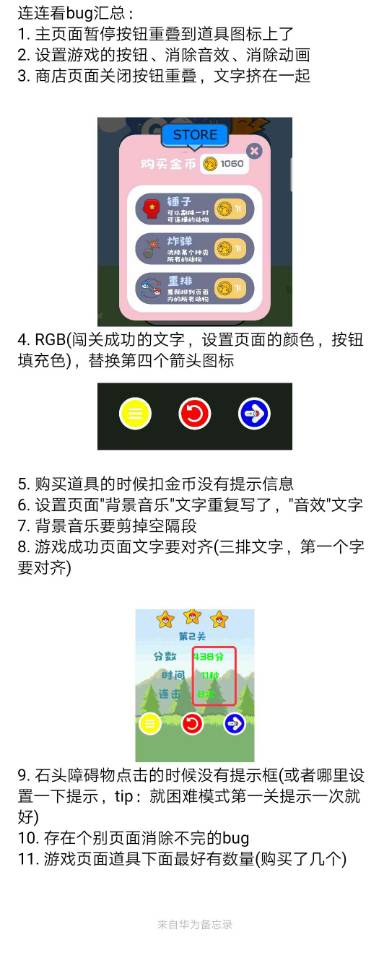 连连看bug汇总：
1. 主页面暂停按钮重叠到道具图标上了
2. 设置游戏的按钮、消除音效、消除动画
3. 商店页面关闭按钮重叠，文字挤在一起
STORE
购买金币 1060
锤子
可以敲掉一对
可连接的动物
炸弹
消除某个种类
所有的动物
重排
重新排列页面
内的所有动物
4. RGB(闯关成功的文字，设置页面的颜色，按钮
填充色)，替换第四个箭头图标
5. 购买道具的时候扣金币没有提示信息
6. 设置页面"背景音乐"文字重复写了，"音效"文字
7. 背景音乐要剪掉空隔段
8. 游戏成功页面文字要对齐(三排文字，第一个字
要对齐)
第2关
分数 438分
时间 11秒
连击
9. 石头障碍物点击的时候没有提示框(或者哪里设
置一下提示，tip：就困难模式第一关提示一次就
好)
10. 存在个别页面消除不完的bug
11. 游戏页面道具下面最好有数量(购买了几个)
来自华为备忘录